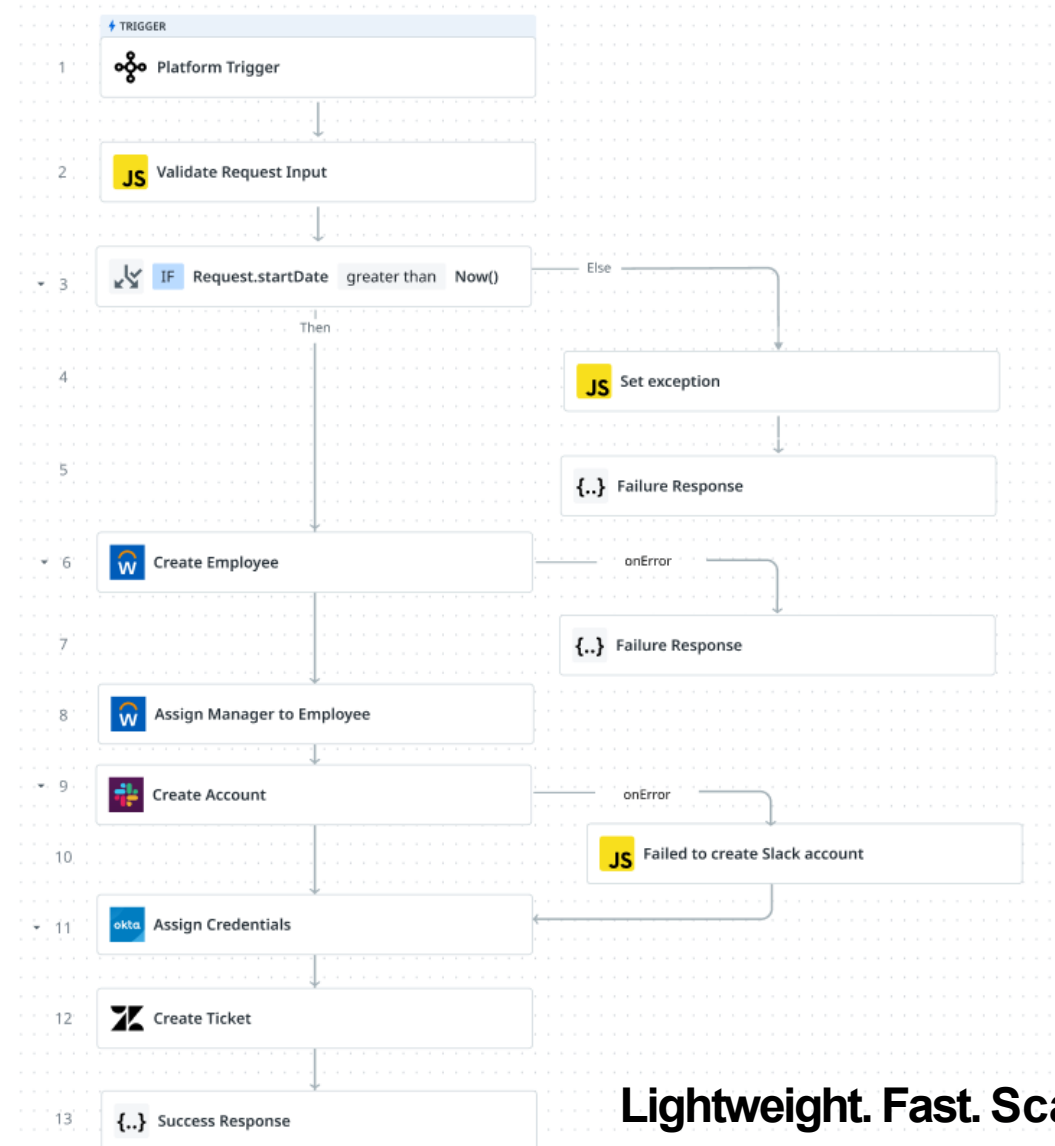 TRIGGER
1 Platform Trigger
2 JS Validate Request Input
3 IF Request.startDate greater than Now() Else
Then
4 JS Set exception
5 {..} Failure Response
6 W Create Employee onError
7 {..} Failure Response
8 W Assign Manager to Employee
9 Create Account onError
10 JS Failed to create Slack account
11 okta Assign Credentials
12 Create Ticket
13 {..} Success Response
Lightweight. Fast. Sca